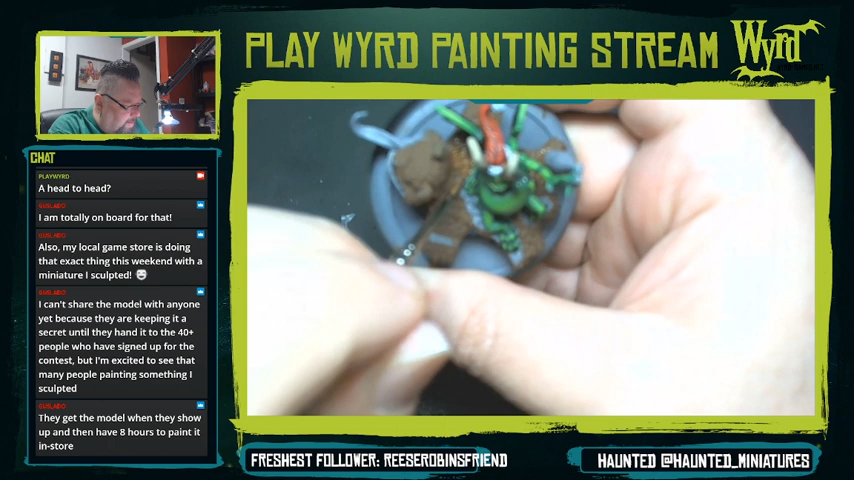 PLAY WYRD PAINTING STREAM
Wyrd
CHAT
PLAYWYRD
A head to head?
GUSLADO
I am totally on board for that!
GUSLADO
Also, my local game store is doing
that exact thing this weekend with a
miniature I sculpted!
GUSLADO
I can't share the model with anyone
yet because they are keeping it a
secret until they hand it to the 40+
people who have signed up for the
contest, but I'm excited to see that
many people painting something I
sculpted
GUSLADO
They get the model when they show
up and then have 8 hours to paint it
in-store
FRESHEST FOLLOWER: REESEROBINSFRIEND
HAUNTED @HAUNTED_MINIATURES